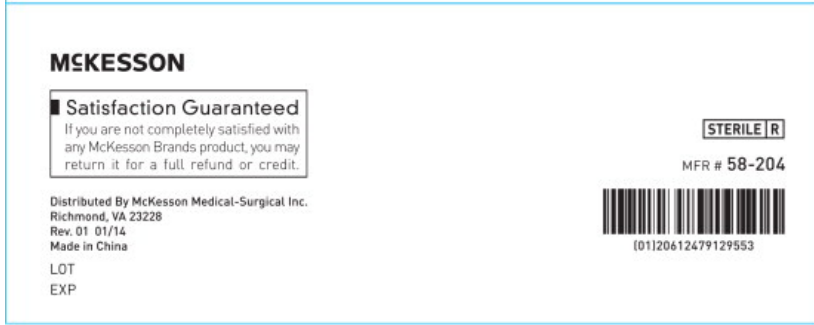 McKESSON
Satisfaction Guaranteed
If you are not completely satisfied with
any McKesson Brands product, you may
return it for a full refund or credit.
Distributed By McKesson Medical-Surgical Inc.
Richmond, VA 23228
Rev. 01 01/14
Made in China
LOT
EXP
STERILE R
MFR # 58-204
(01)20612479129553